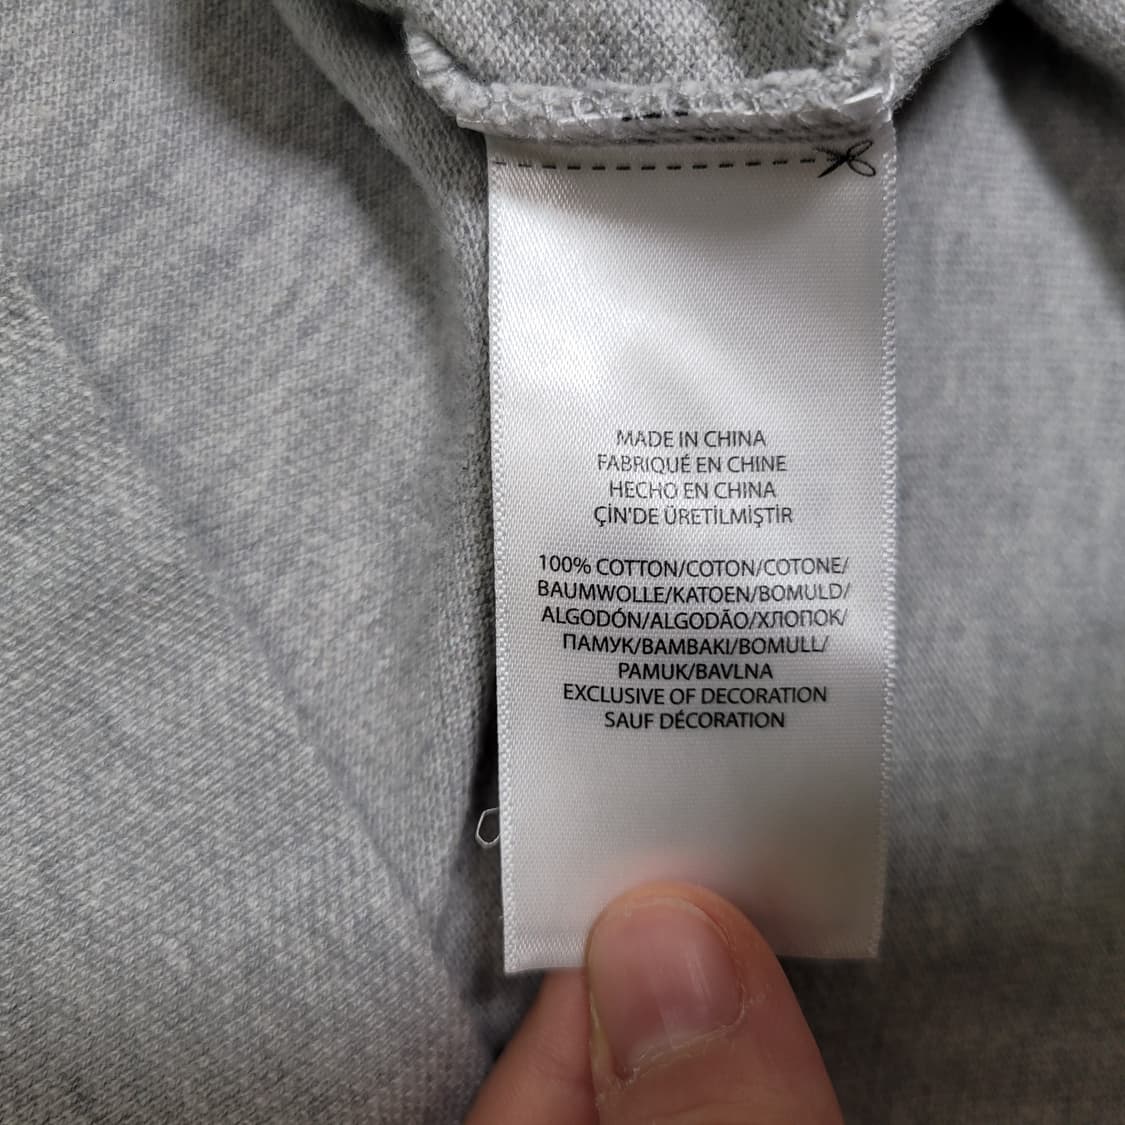 MADE IN CHINA
FABRIQUÉ EN CHINE
HECHO EN CHINA
ÇİN'DE ÜRETİLMİŞTİR
100% COTTON/COTON/COTONE/
BAUMWOLLE/KATOEN/BOMULD/
ALGODÓN/ALGODÃO/ХЛОПОК/
ПАМУК/BAMBAKI/BOMULL/
PAMUK/BAVLNA
EXCLUSIVE OF DECORATION
SAUF DÉCORATION